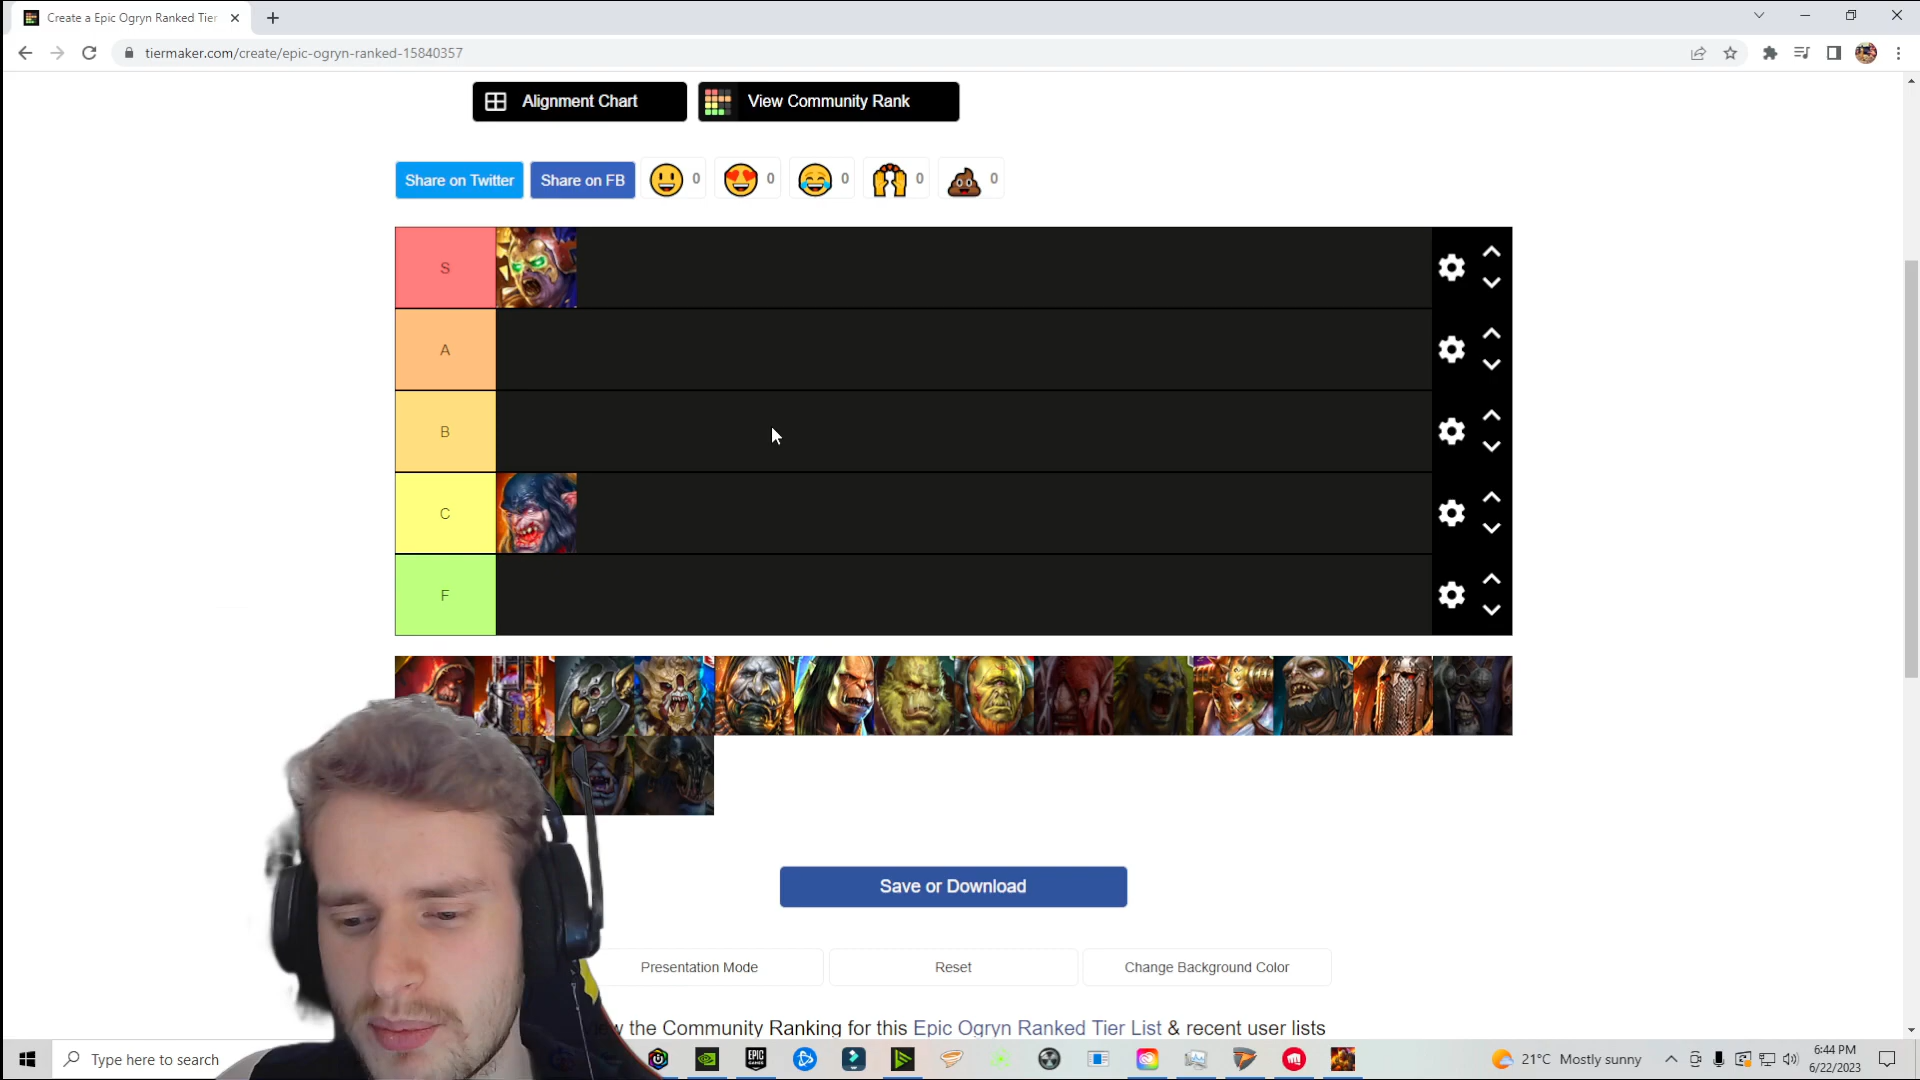 Create a Epic Ogryn Ranked Tier
tiermaker.com/create/epic-ogryn-ranked-15840357
Alignment Chart
View Community Rank
Share on Twitter
Share on FB
0
0
0
0
0
S
A
B
C
F
Save or Download
Presentation Mode
Reset
Change Background Color
the Community Ranking for this Epic Ogryn Ranked Tier List & recent user lists
Type here to search
EPIC
GAMES
21°C Mostly sunny
6:44 PM
6/22/2023